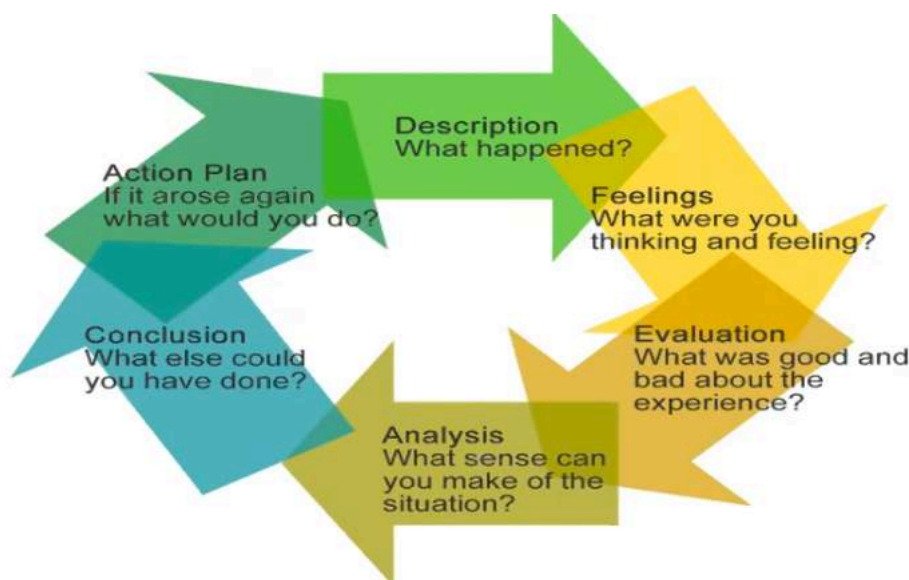 Description
What happened?
Feelings
What were you
thinking and feeling?
Evaluation
What was good and
bad about the
experience?
Analysis
What sense can
you make of the
situation?
Conclusion
What else could
you have done?
Action Plan
If it arose again
what would you do?